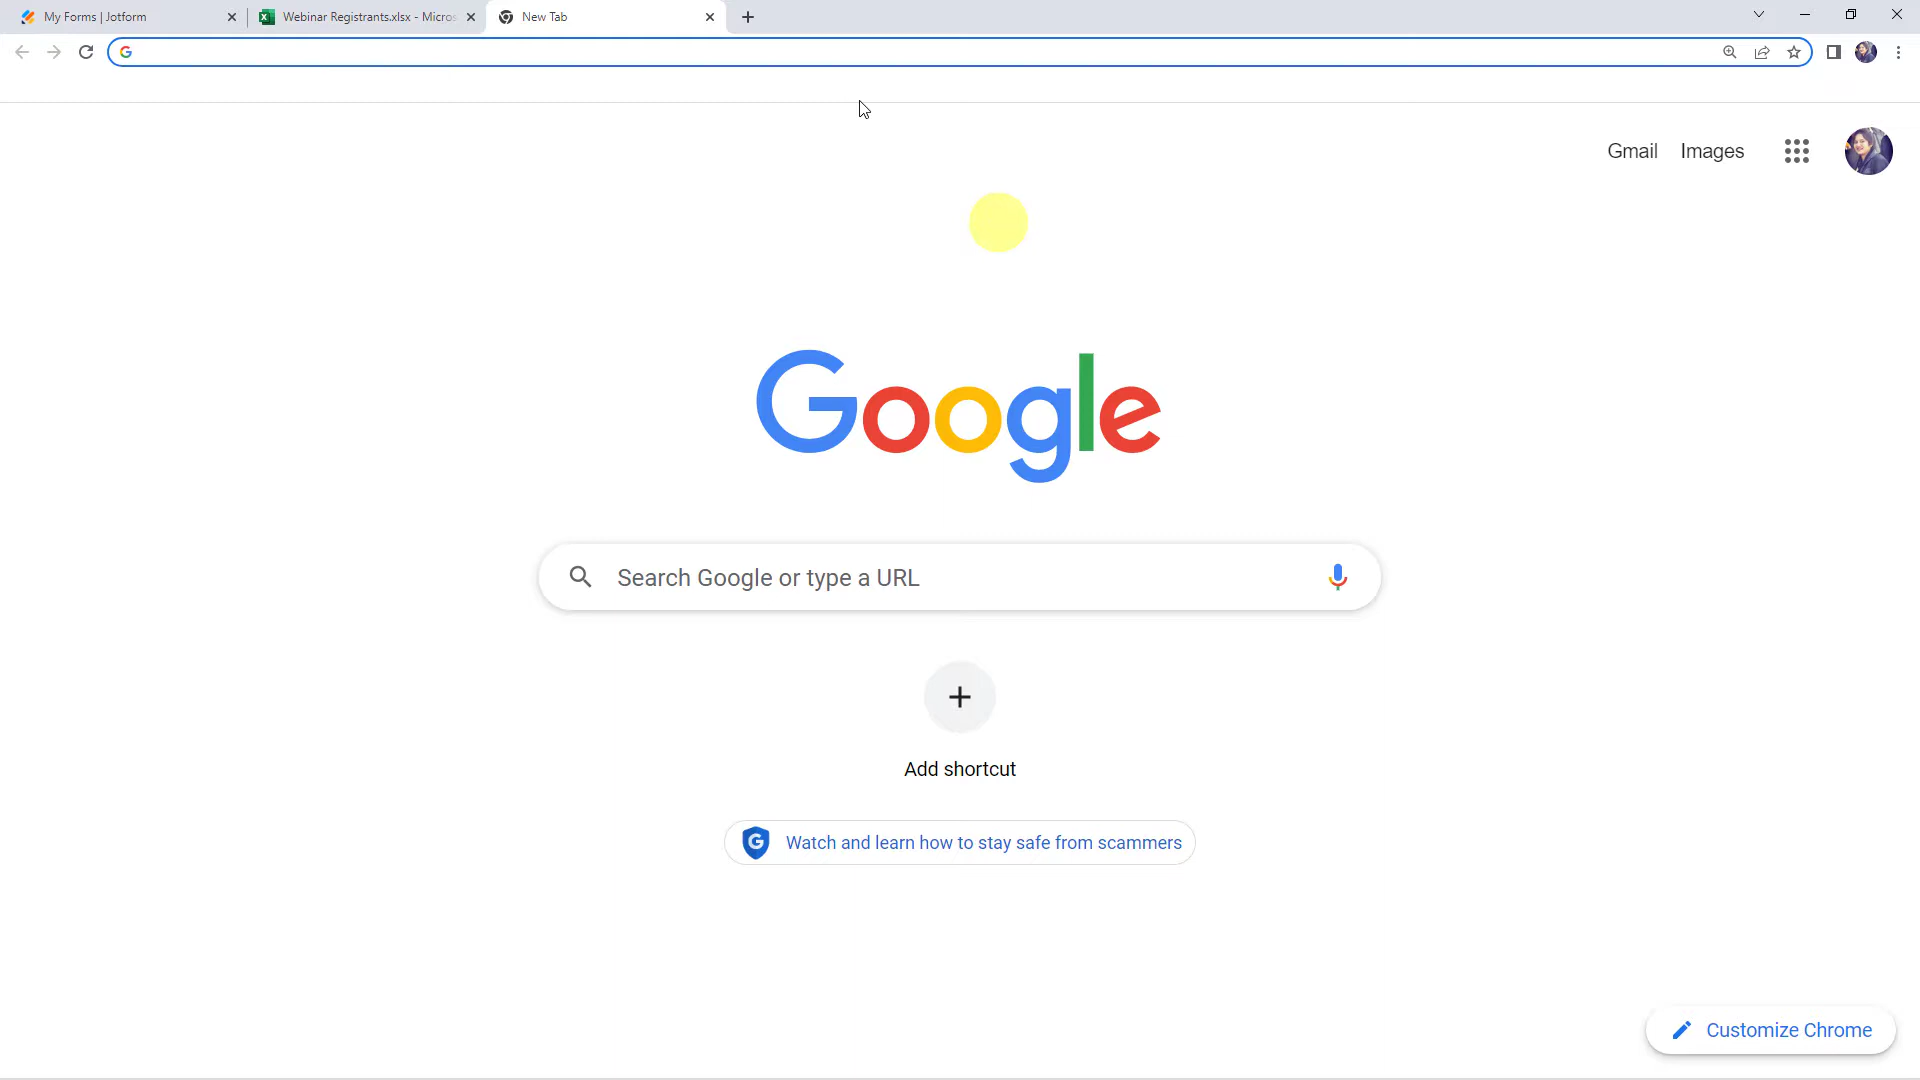 My Forms | Jotform
Webinar Registrants.xlsx - Micros
New Tab
Gmail
Images
Google
Search Google or type a URL
Add shortcut
Watch and learn how to stay safe from scammers
Customize Chrome